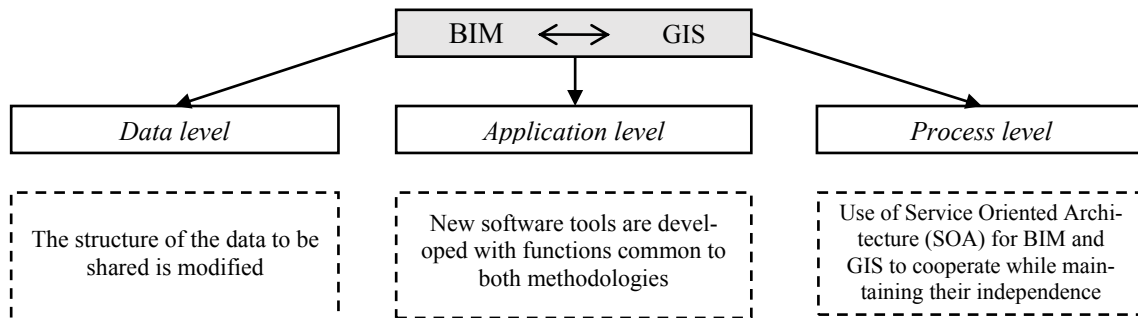 BIM GIS
Data level
Application level
Process level
The structure of the data to be
shared is modified
New software tools are devel-
oped with functions common to
both methodologies
Use of Service Oriented Archi-
tecture (SOA) for BIM and
GIS to cooperate while main-
taining their independence